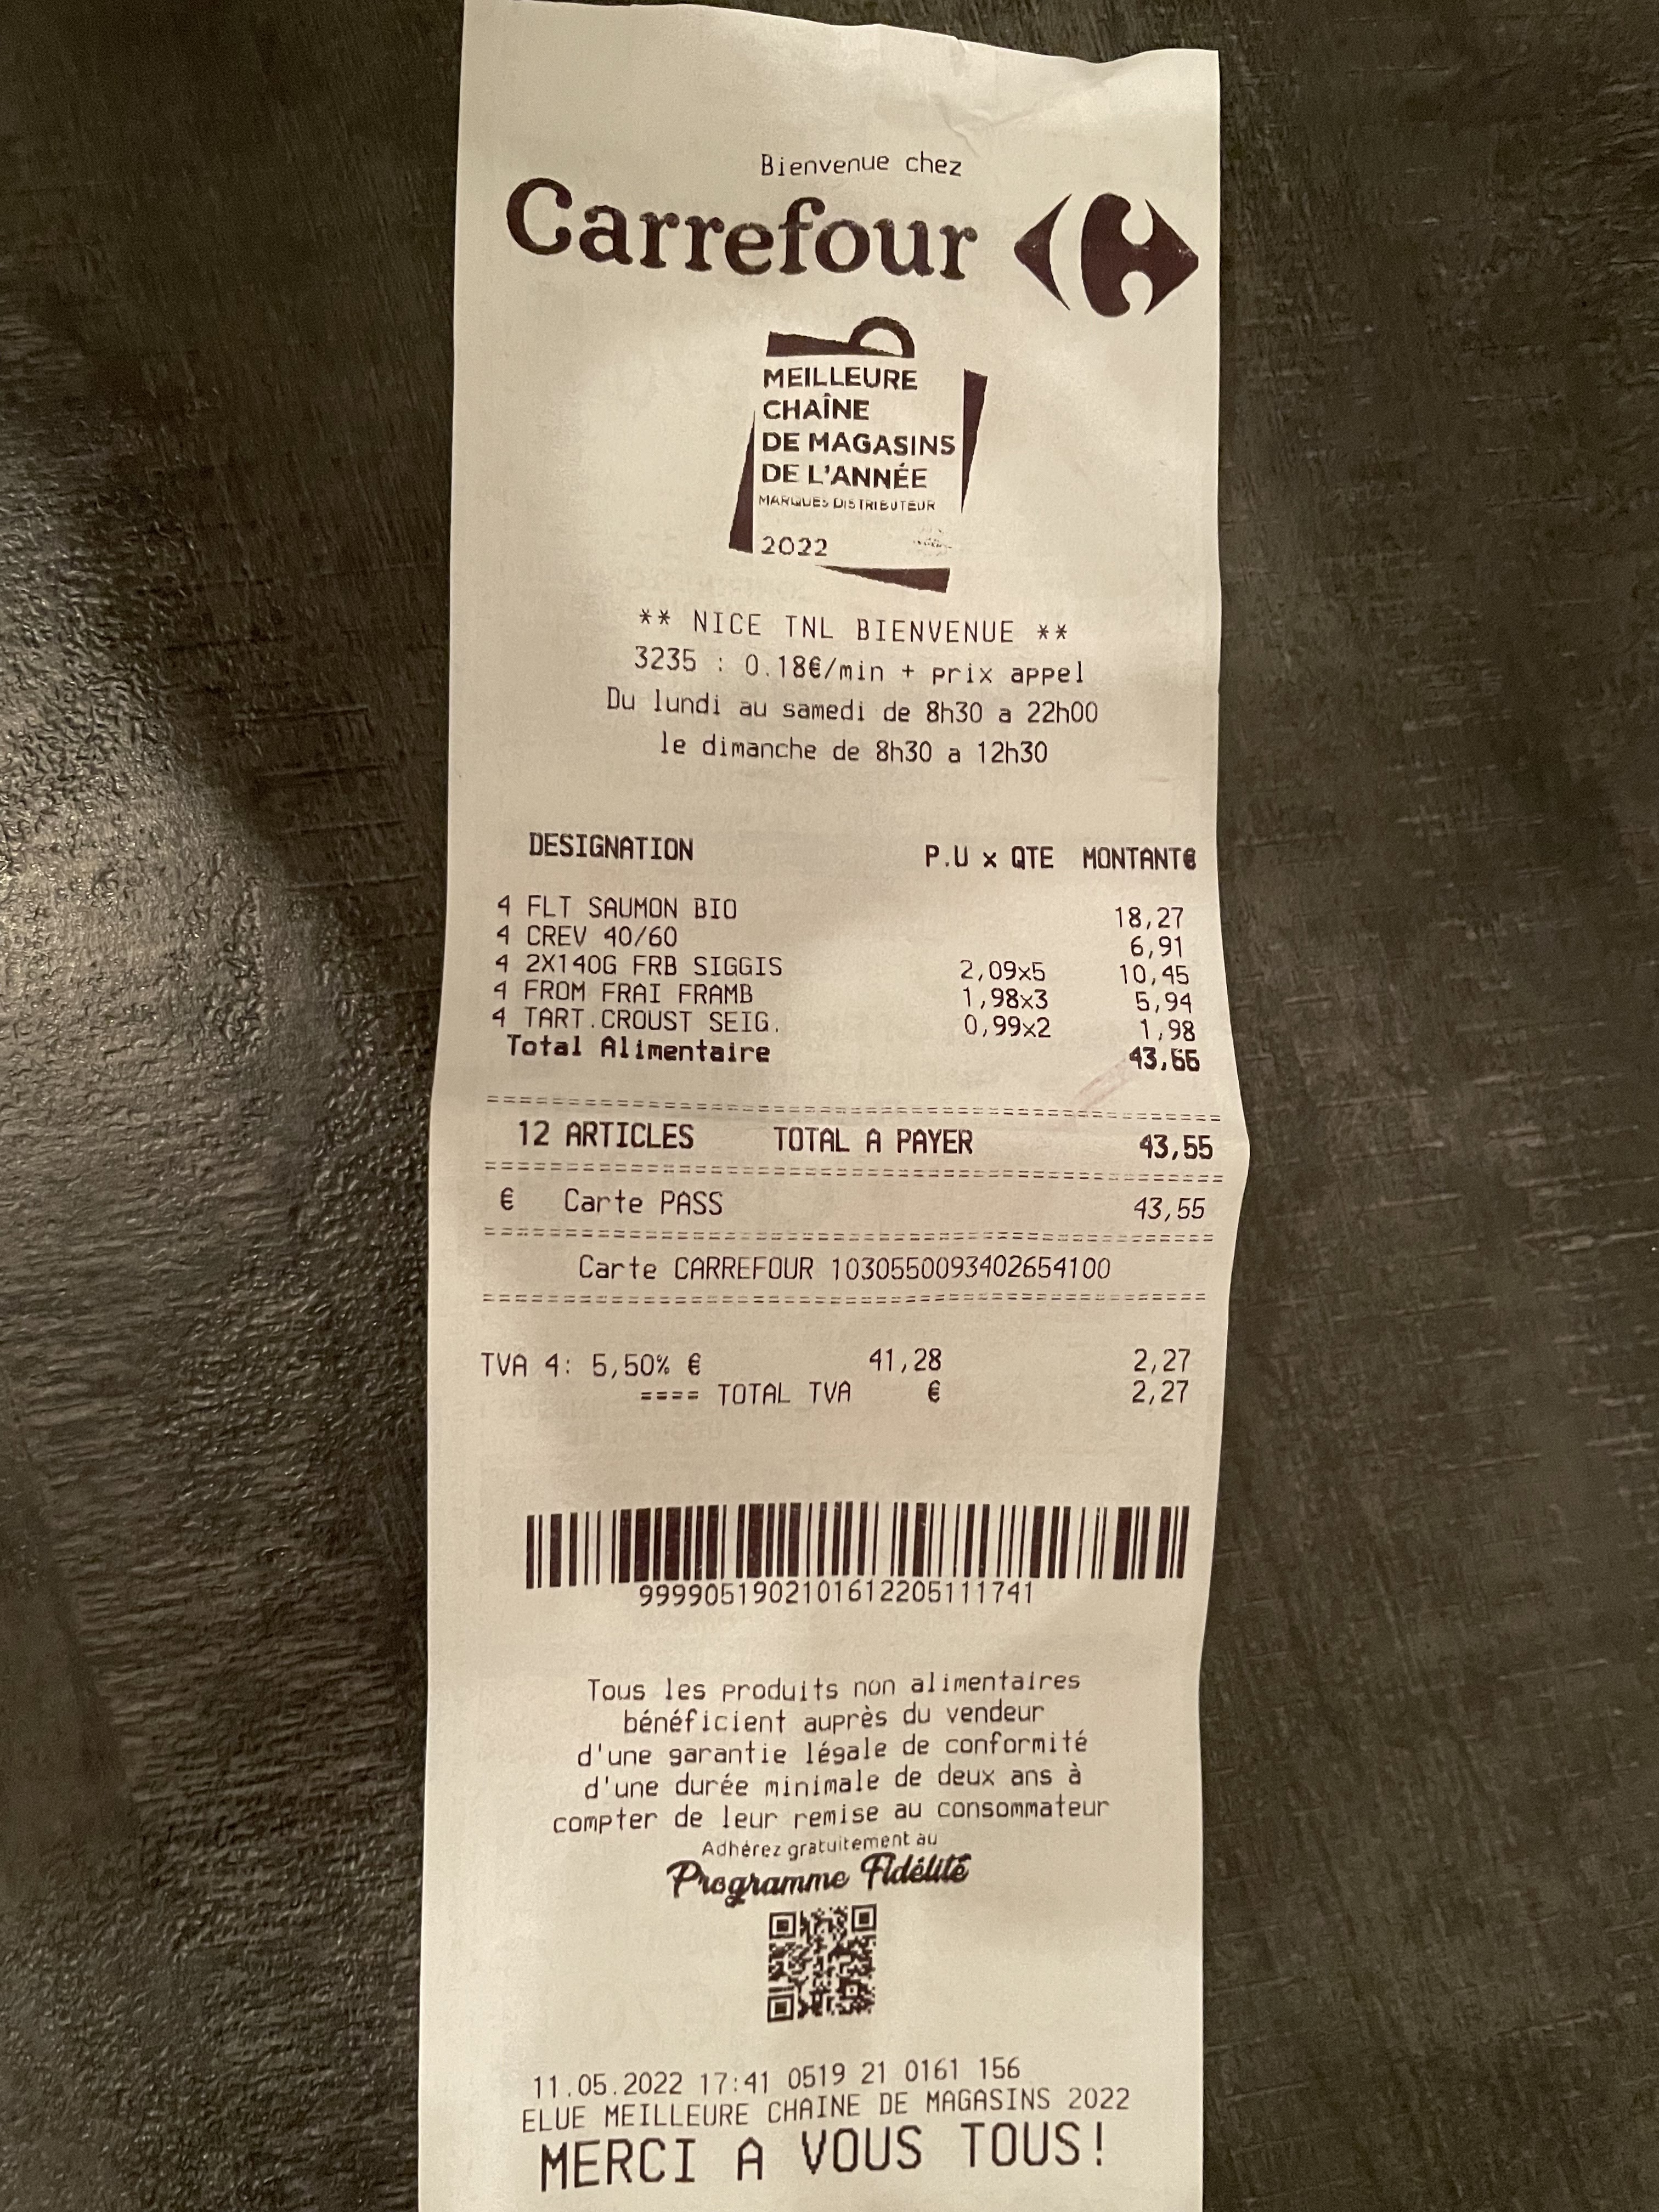 Bienvenue chez
Carrefour
MEILLEURE
CHAÎNE
DE MAGASINS
DE L'ANNÉE
MARQUES DISTRIBUTEUR
2022
** NICE TNL BIENVENUE **
3235 : 0.18€/min + prix appel
Du lundi au samedi de 8h30 a 22h00
le dimanche de 8h30 a 12h30
DESIGNATION P.U x QTE MONTANT€
4 FLT SAUMON BIO 18,27
4 CREV 40/60 6,91
4 2X140G FRB SIGGIS 2,09x5 10,45
4 FROM FRAI FRAMB 1,98x3 5,94
4 TART.CROUST SEIG. 0,99x2 1,98
Total Alimentaire 43,55
================================
12 ARTICLES TOTAL A PAYER 43,55
================================
€ Carte PASS 43,55
================================
Carte CARREFOUR 1030550093402654100
================================
TVA 4: 5,50% € 41,28 2,27
==== TOTAL TVA € 2,27
9999051902101612205111741
Tous les produits non alimentaires
bénéficient auprès du vendeur
d'une garantie légale de conformité
d'une durée minimale de deux ans à
compter de leur remise au consommateur
Adhérez gratuitement au
Programme Fidélité
11.05.2022 17:41 0519 21 0161 156
ELUE MEILLEURE CHAINE DE MAGASINS 2022
MERCI A VOUS TOUS!